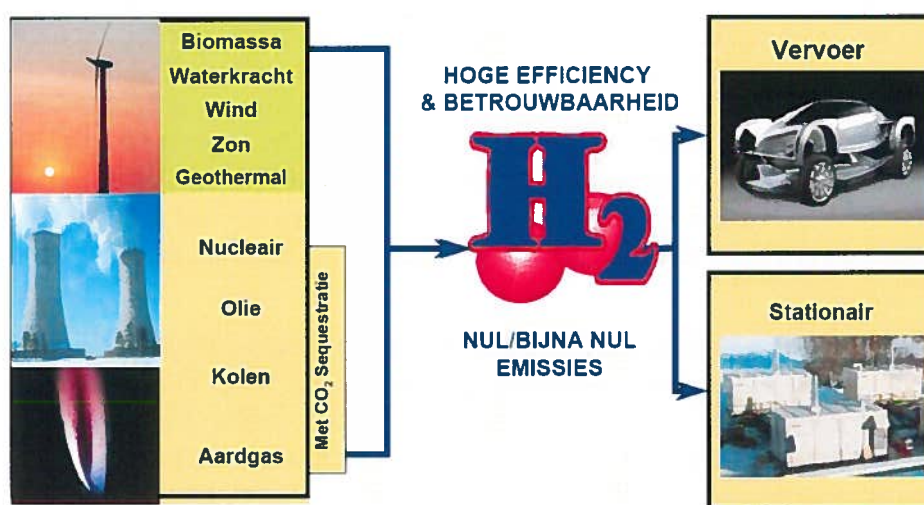 Biomassa
Waterkracht
Wind
Zon
Geothermal
Nucleair
Olie
Kolen
Aardgas
Met CO₂ Sequestratie
HOGE EFFICIENCY
& BETROUWBAARHEID
H2
NUL/BIJNA NUL
EMISSIES
Vervoer
Stationair